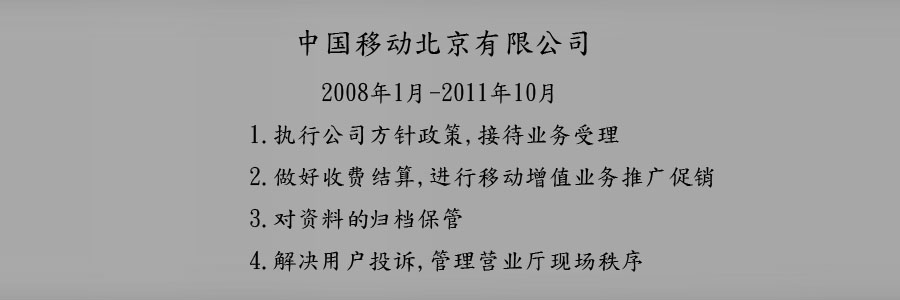 中国移动北京有限公司
2008年1月-2011年10月
1.执行公司方针政策,接待业务受理
2.做好收费结算,进行移动增值业务推广促销
3.对资料的归档保管
4.解决用户投诉,管理营业厅现场秩序